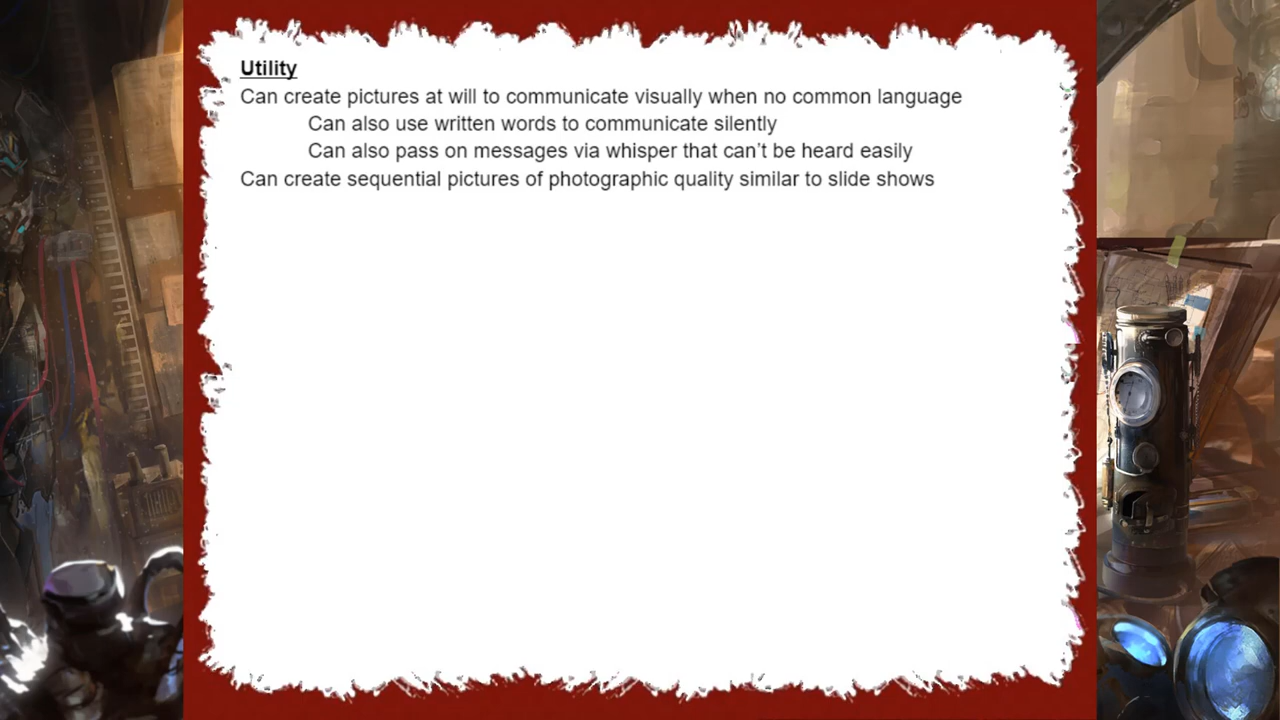 Utility
Can create pictures at will to communicate visually when no common language
Can also use written words to communicate silently
Can also pass on messages via whisper that can’t be heard easily
Can create sequential pictures of photographic quality similar to slide shows